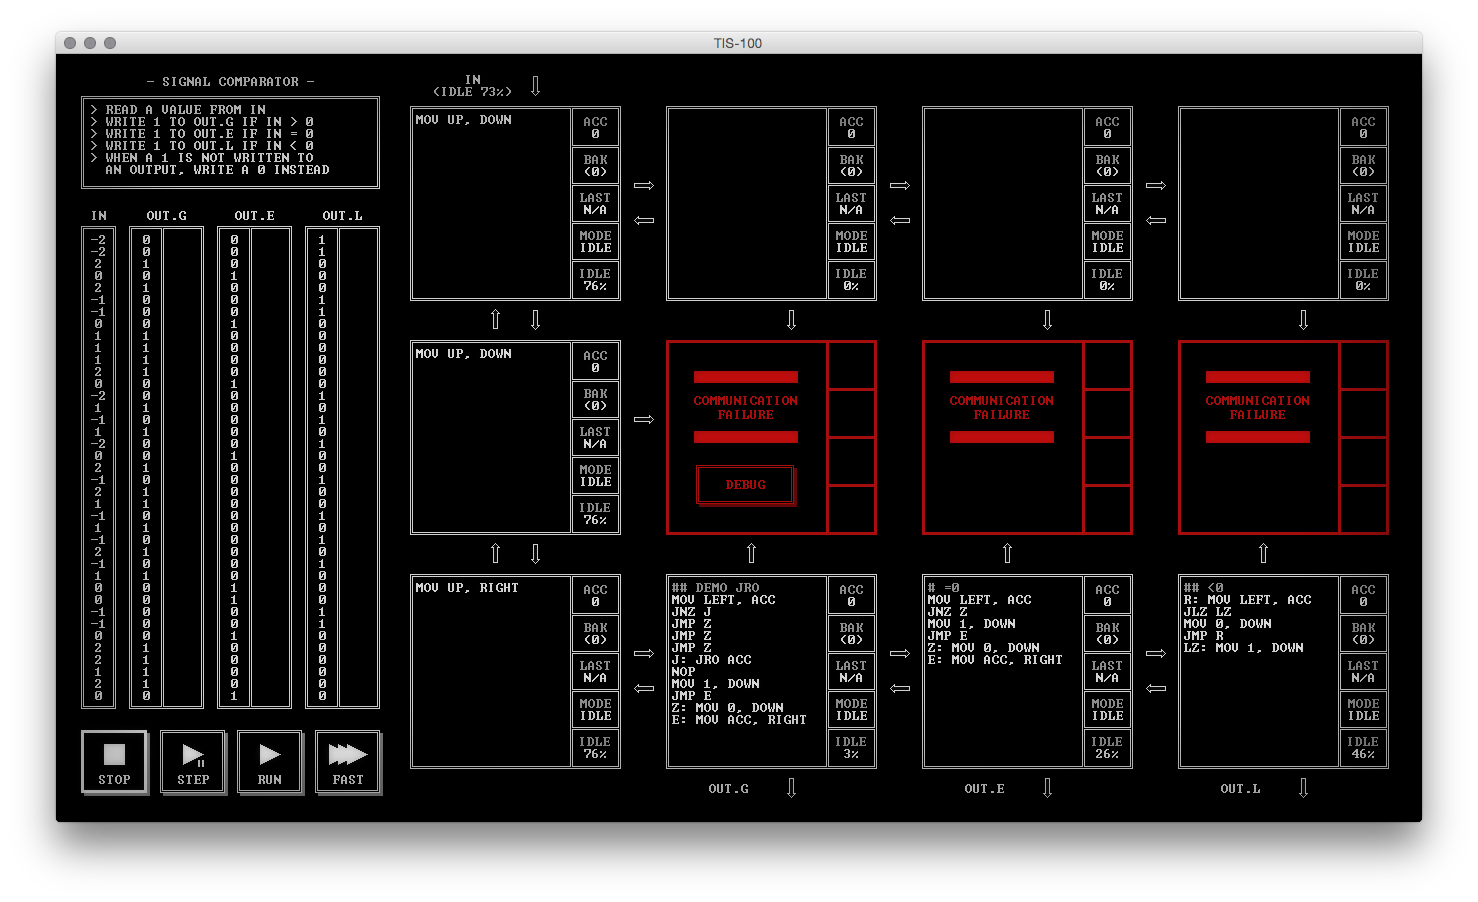 TIS-100
- SIGNAL COMPARATOR -
> READ A VALUE FROM IN
> WRITE 1 TO OUT.G IF IN > 0
> WRITE 1 TO OUT.E IF IN = 0
> WRITE 1 TO OUT.L IF IN < 0
> WHEN A 1 IS NOT WRITTEN TO
AN OUTPUT, WRITE A 0 INSTEAD
IN OUT.G OUT.E OUT.L
-2 0 0 1
-2 0 0 1
2 1 0 0
0 0 1 0
2 1 0 0
-1 0 0 1
-1 0 0 1
0 0 1 0
1 1 0 0
1 1 0 0
1 1 0 0
2 1 0 0
0 0 1 0
-2 0 0 1
1 1 0 0
-1 0 0 1
1 1 0 0
-2 0 0 1
0 0 1 0
2 1 0 0
-1 0 0 1
2 1 0 0
1 1 0 0
-1 0 0 1
1 1 0 0
-1 0 0 1
2 1 0 0
-1 0 0 1
1 1 0 0
0 0 1 0
0 0 1 0
-1 0 0 1
-1 0 0 1
0 0 1 0
2 1 0 0
2 1 0 0
1 1 0 0
2 1 0 0
0 0 1 0
STOP
STEP
RUN
FAST
IN
(IDLE 73%)
MOV UP, DOWN
ACC
0
BAK
(0)
LAST
N/A
MODE
IDLE
IDLE
76%
ACC
0
BAK
(0)
LAST
N/A
MODE
IDLE
IDLE
0%
ACC
0
BAK
(0)
LAST
N/A
MODE
IDLE
IDLE
0%
ACC
0
BAK
(0)
LAST
N/A
MODE
IDLE
IDLE
0%
MOV UP, DOWN
ACC
0
BAK
(0)
LAST
N/A
MODE
IDLE
IDLE
76%
COMMUNICATION
FAILURE
DEBUG
COMMUNICATION
FAILURE
COMMUNICATION
FAILURE
MOV UP, RIGHT
ACC
0
BAK
(0)
LAST
N/A
MODE
IDLE
IDLE
76%
## DEMO JRO
MOV LEFT, ACC
JNZ J
JMP Z
JMP Z
JMP Z
J: JRO ACC
NOP
MOV 1, DOWN
JMP E
Z: MOV 0, DOWN
E: MOV ACC, RIGHT
ACC
0
BAK
(0)
LAST
N/A
MODE
IDLE
IDLE
3%
# =0
MOV LEFT, ACC
JNZ Z
MOV 1, DOWN
JMP E
Z: MOV 0, DOWN
E: MOV ACC, RIGHT
ACC
0
BAK
(0)
LAST
N/A
MODE
IDLE
IDLE
26%
## <0
R: MOV LEFT, ACC
JLZ LZ
MOV 0, DOWN
JMP R
LZ: MOV 1, DOWN
ACC
0
BAK
(0)
LAST
N/A
MODE
IDLE
IDLE
46%
OUT.G
OUT.E
OUT.L